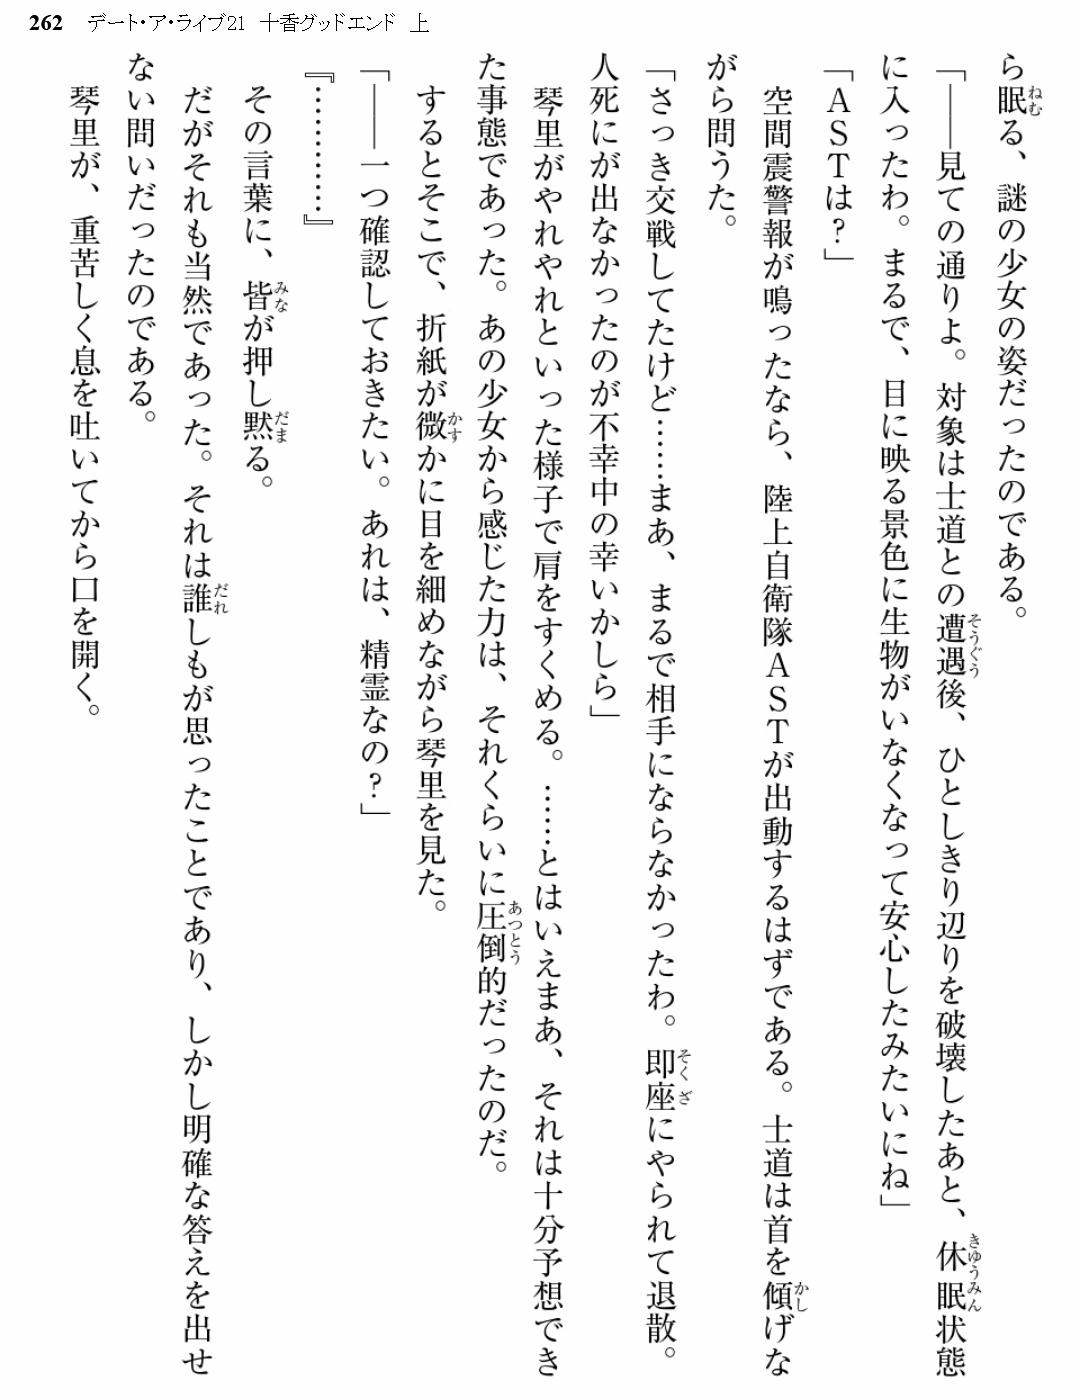 262　デート・ア・ライブ21　十香グッドエンド　上
ら眠る、謎の少女の姿だったのである。
「――見ての通りよ。対象は士道との遭遇後、ひとしきり辺りを破壊したあと、休眠状態
に入ったわ。まるで、目に映る景色に生物がいなくなって安心したみたいにね」
「ＡＳＴは？」
空間震警報が鳴ったなら、陸上自衛隊ＡＳＴが出動するはずである。士道は首を傾げな
がら問うた。
「さっき交戦してたけど……まあ、まるで相手にならなかったわ。即座にやられて退散。
人死にが出なかったのが不幸中の幸いかしら」
琴里がやれやれといった様子で肩をすくめる。……とはいえまあ、それは十分予想でき
た事態であった。あの少女から感じた力は、それくらいに圧倒的だったのだ。
するとそこで、折紙が微かに目を細めながら琴里を見た。
「――一つ確認しておきたい。あれは、精霊なの？」
『…………』
その言葉に、皆が押し黙る。
だがそれも当然であった。それは誰しもが思ったことであり、しかし明確な答えを出せ
ない問いだったのである。
琴里が、重苦しく息を吐いてから口を開く。